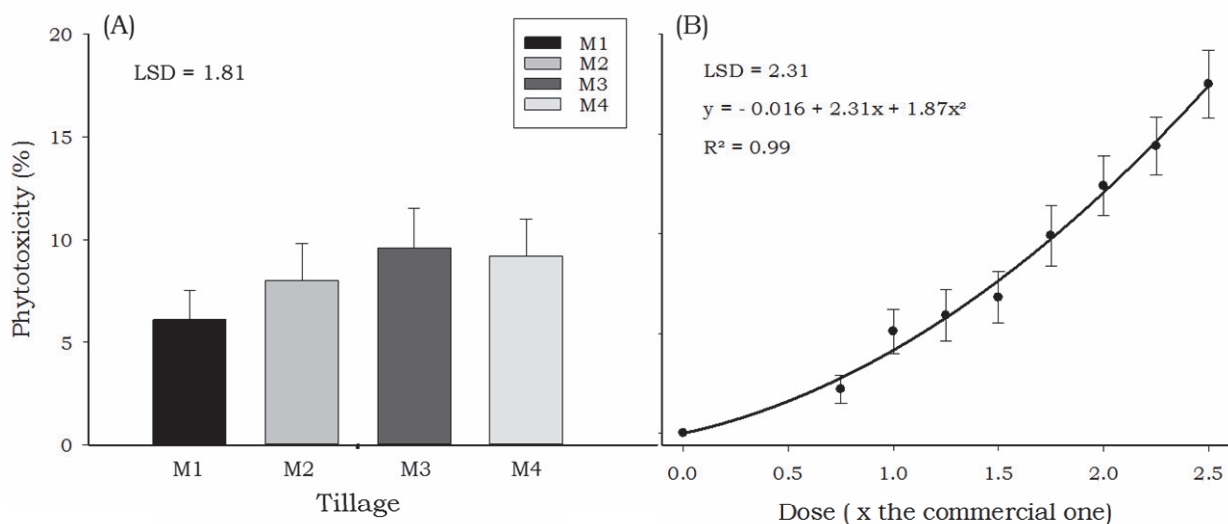 (A)
LSD = 1.81
M1
M2
M3
M4
20
15
10
5
0
Phytotoxicity (%)
M1 M2 M3 M4
Tillage
(B)
LSD = 2.31
y = - 0.016 + 2.31x + 1.87x²
R² = 0.99
0.0 0.5 1.0 1.5 2.0 2.5
Dose ( x the commercial one)